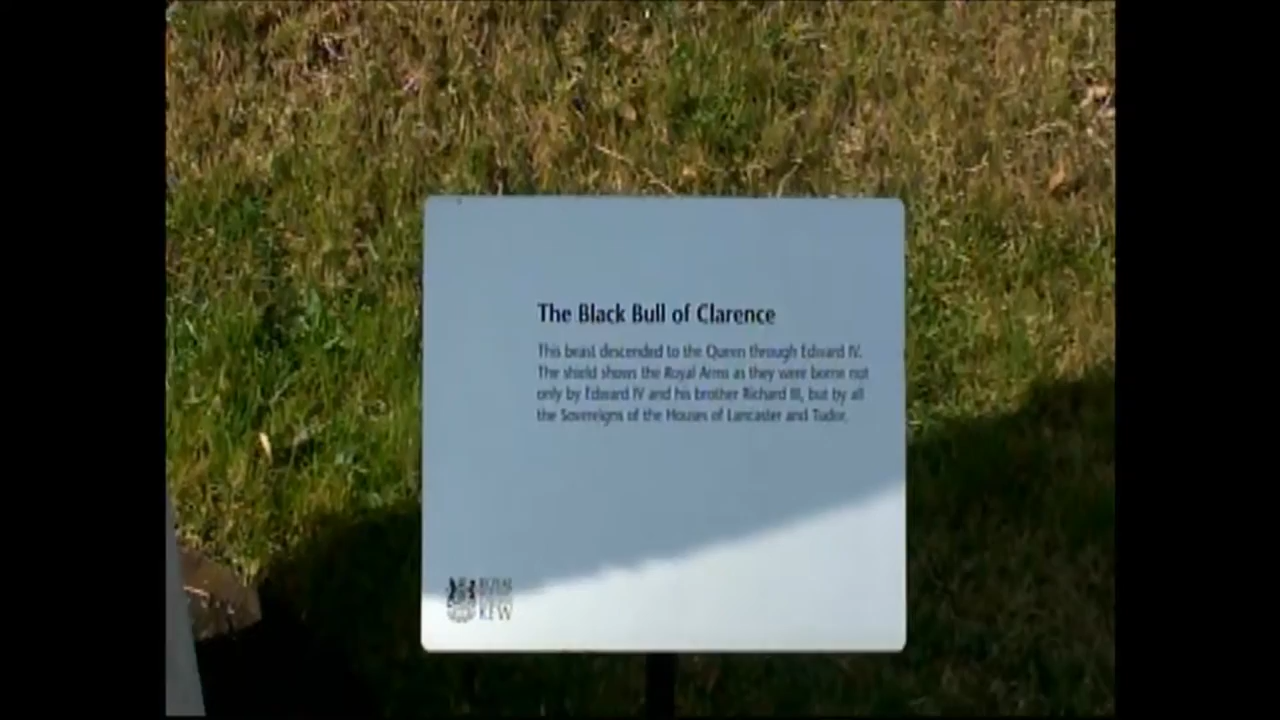 The Black Bull of Clarence
This beast descended to the Queen through Edward IV.
The shield shows the Royal Arms as they were borne not
only by Edward IV and his brother Richard III, but by all
the Sovereigns of the Houses of Lancaster and Tudor.
ROYAL
KEW